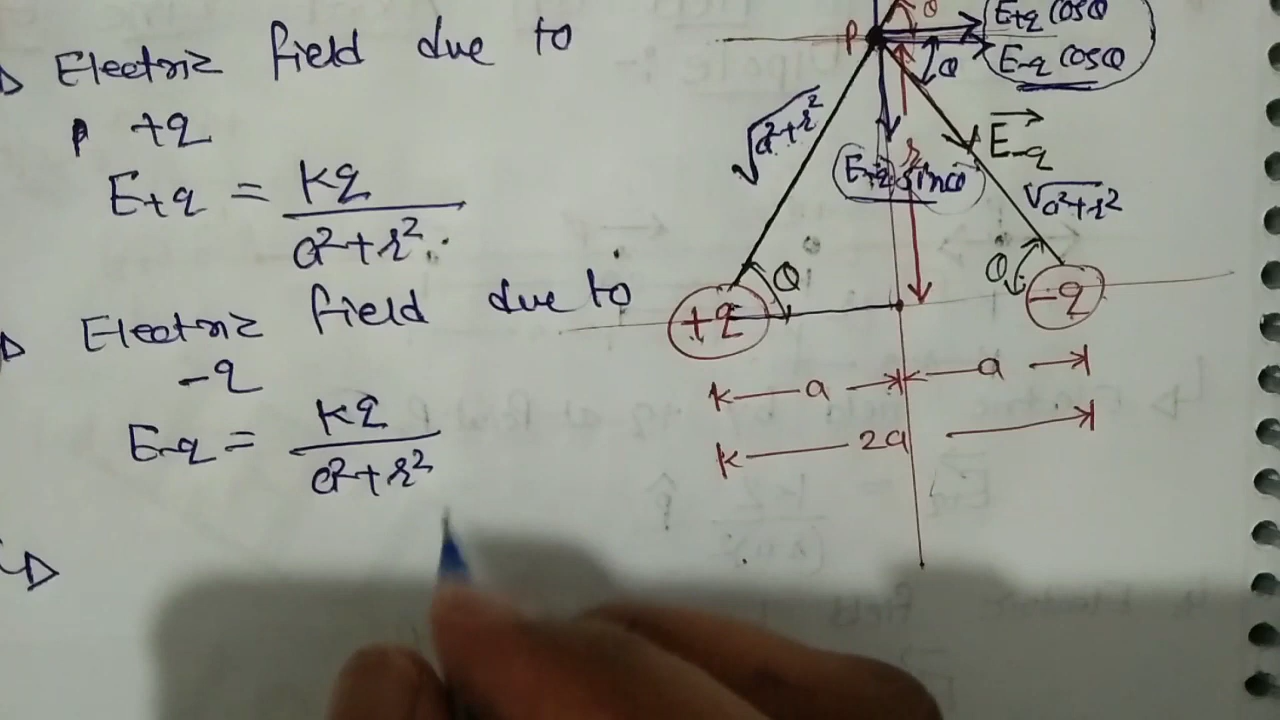 Electric field due to
+q
E+q = kq / a²+r²
Electric field due to
-q
E-q = kq / a²+r²
E+q cosθ
P θ
E-q cosθ
θ
√a²+r²
E-q
r
sinθ
√a²+r²
θ θ
+q -q
a a
2a